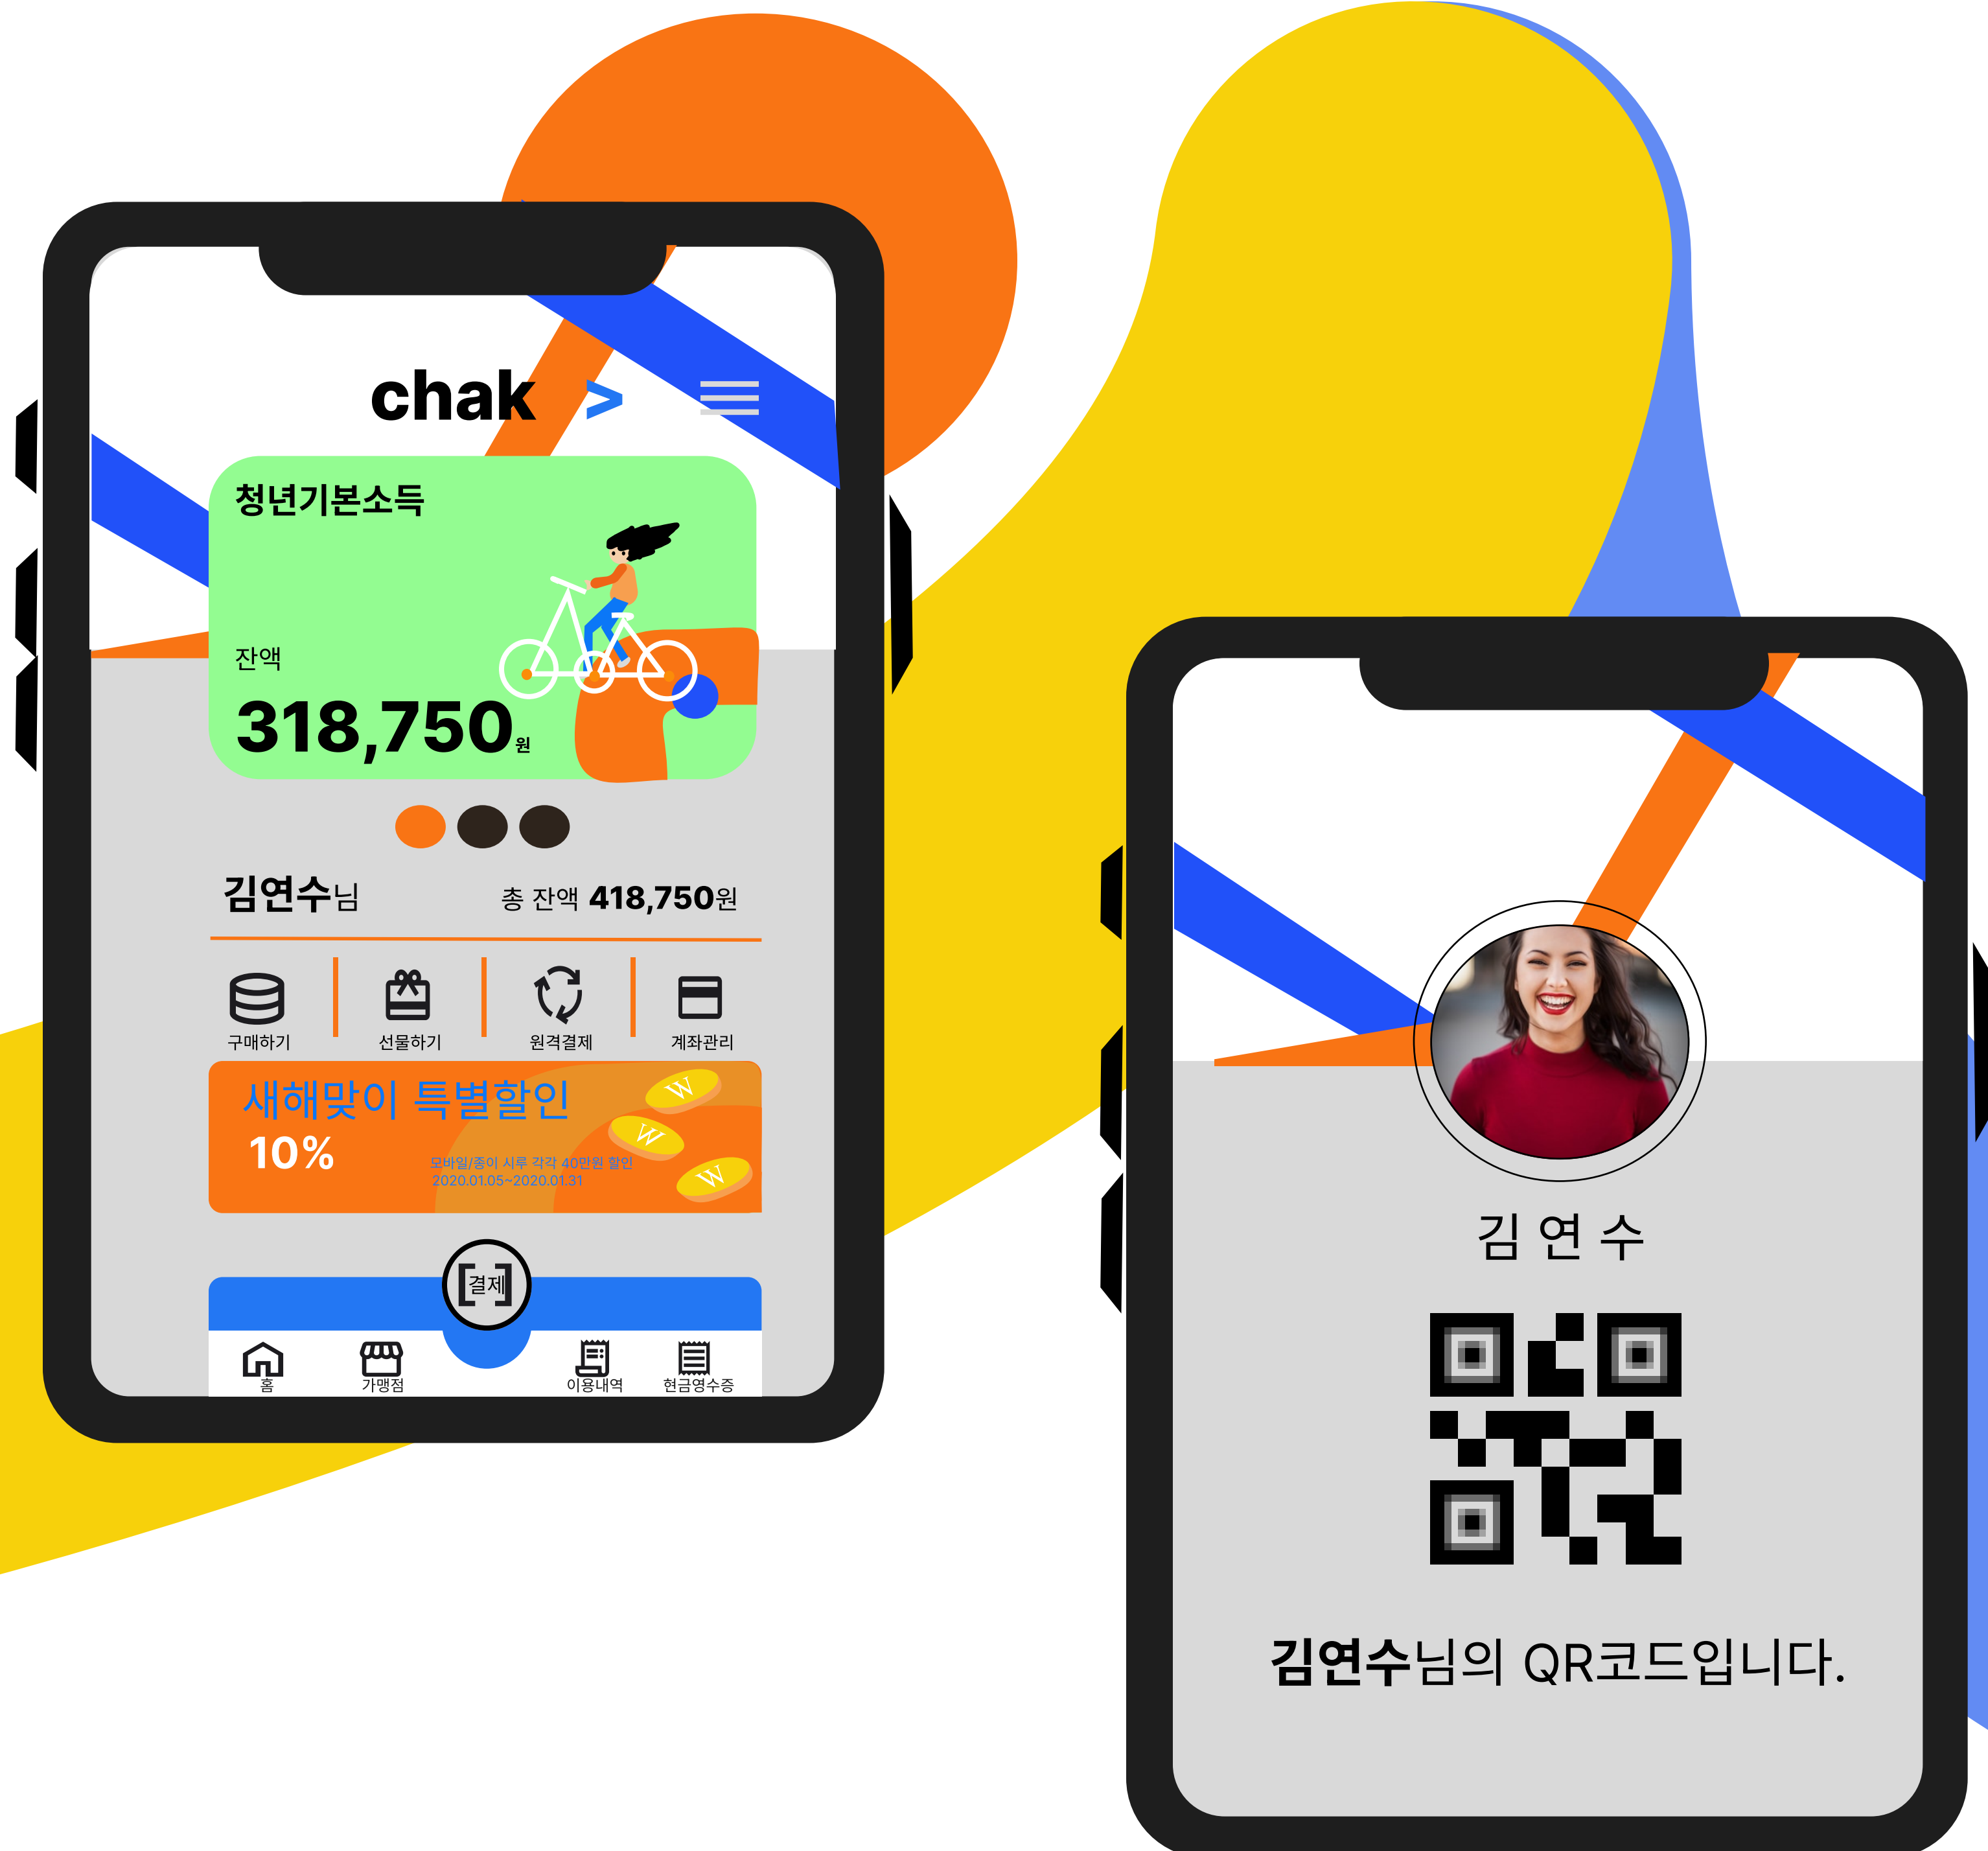 chak >
청년기본소득
잔액
318,750원
김연수님
총 잔액 418,750원
구매하기
선물하기
원격결제
계좌관리
새해맞이 특별할인
10%
모바일/종이 시루 각각 40만원 할인
2020.01.05~2020.01.31
W
W
W
[결제]
홈
가맹점
이용내역
현금영수증
김 연 수
김연수님의 QR코드입니다.